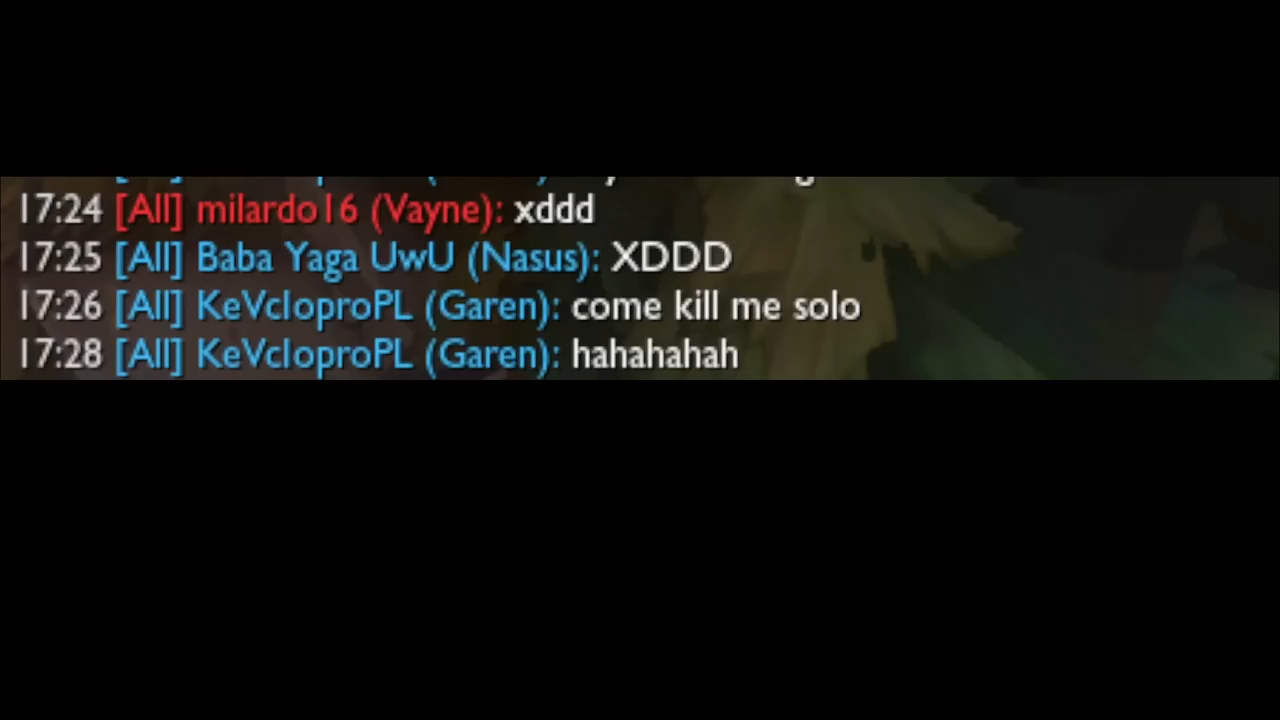 17:24 [All] milardo16 (Vayne): xddd
17:25 [All] Baba Yaga UwU (Nasus): XDDD
17:26 [All] KeVcloproPL (Garen): come kill me solo
17:28 [All] KeVcloproPL (Garen): hahahahah